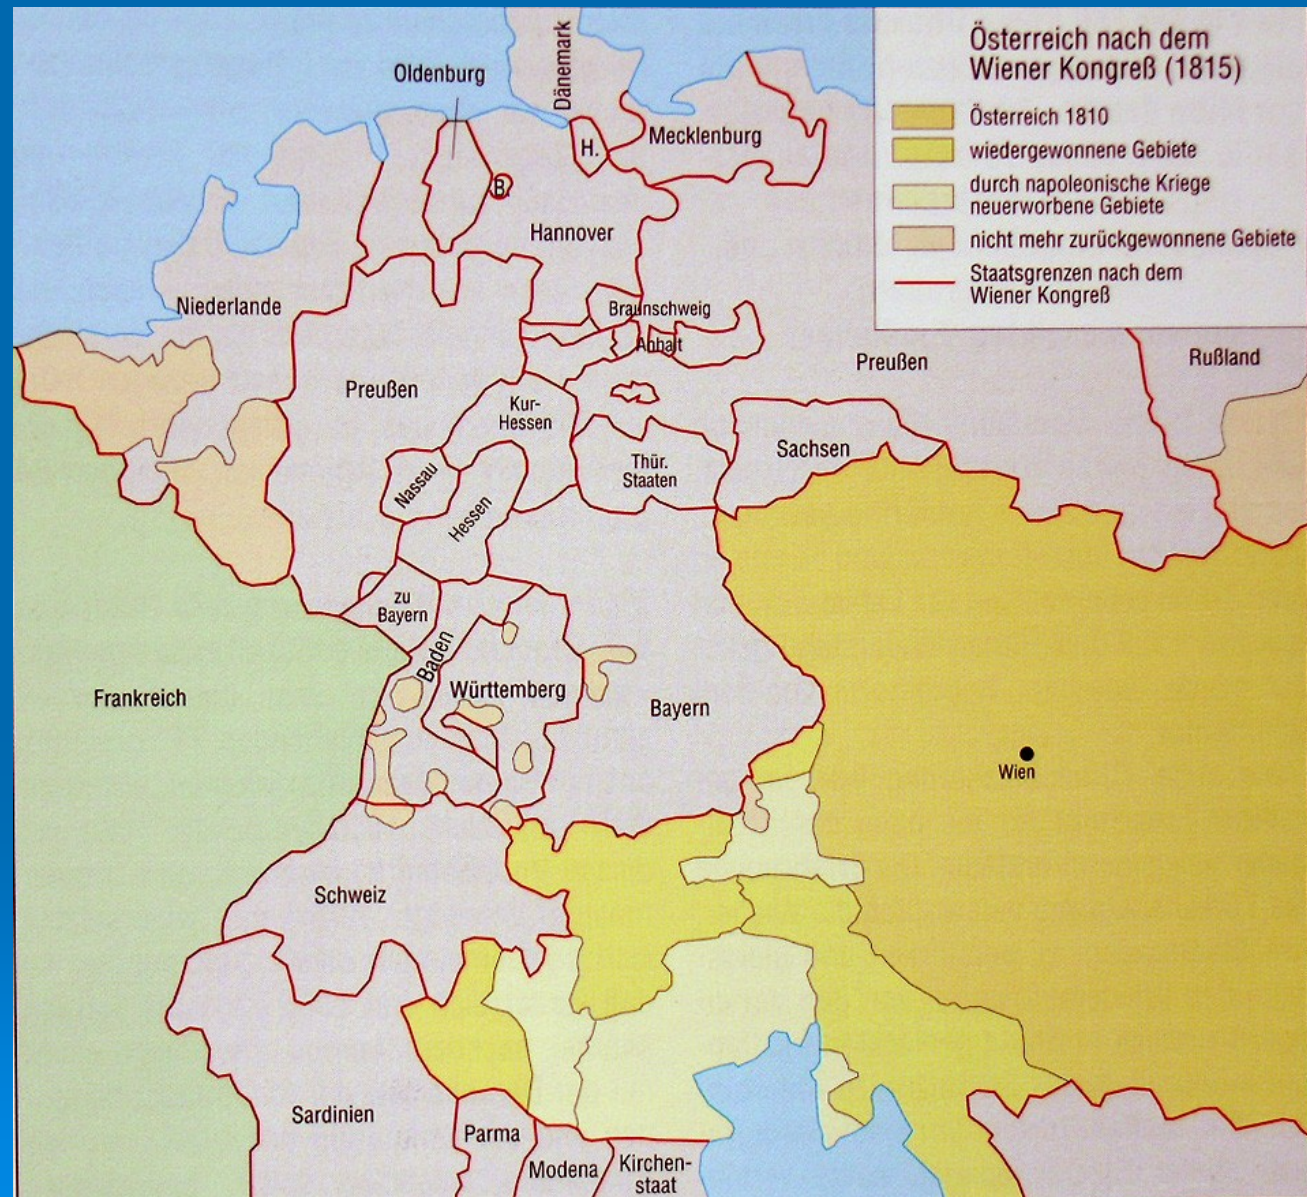 Österreich nach dem
Wiener Kongreß (1815)
Österreich 1810
wiedergewonnene Gebiete
durch napoleonische Kriege
neuerworbene Gebiete
nicht mehr zurückgewonnene Gebiete
Staatsgrenzen nach dem
Wiener Kongreß
Dänemark
Oldenburg
H.
Mecklenburg
B.
Hannover
Niederlande
Braunschweig
Anhalt
Preußen
Rußland
Preußen
Kur-
Hessen
Sachsen
Thür.
Staaten
Nassau
Hessen
zu
Bayern
Baden
Württemberg
Frankreich
Bayern
Wien
Schweiz
Sardinien
Parma
Modena
Kirchen-
staat